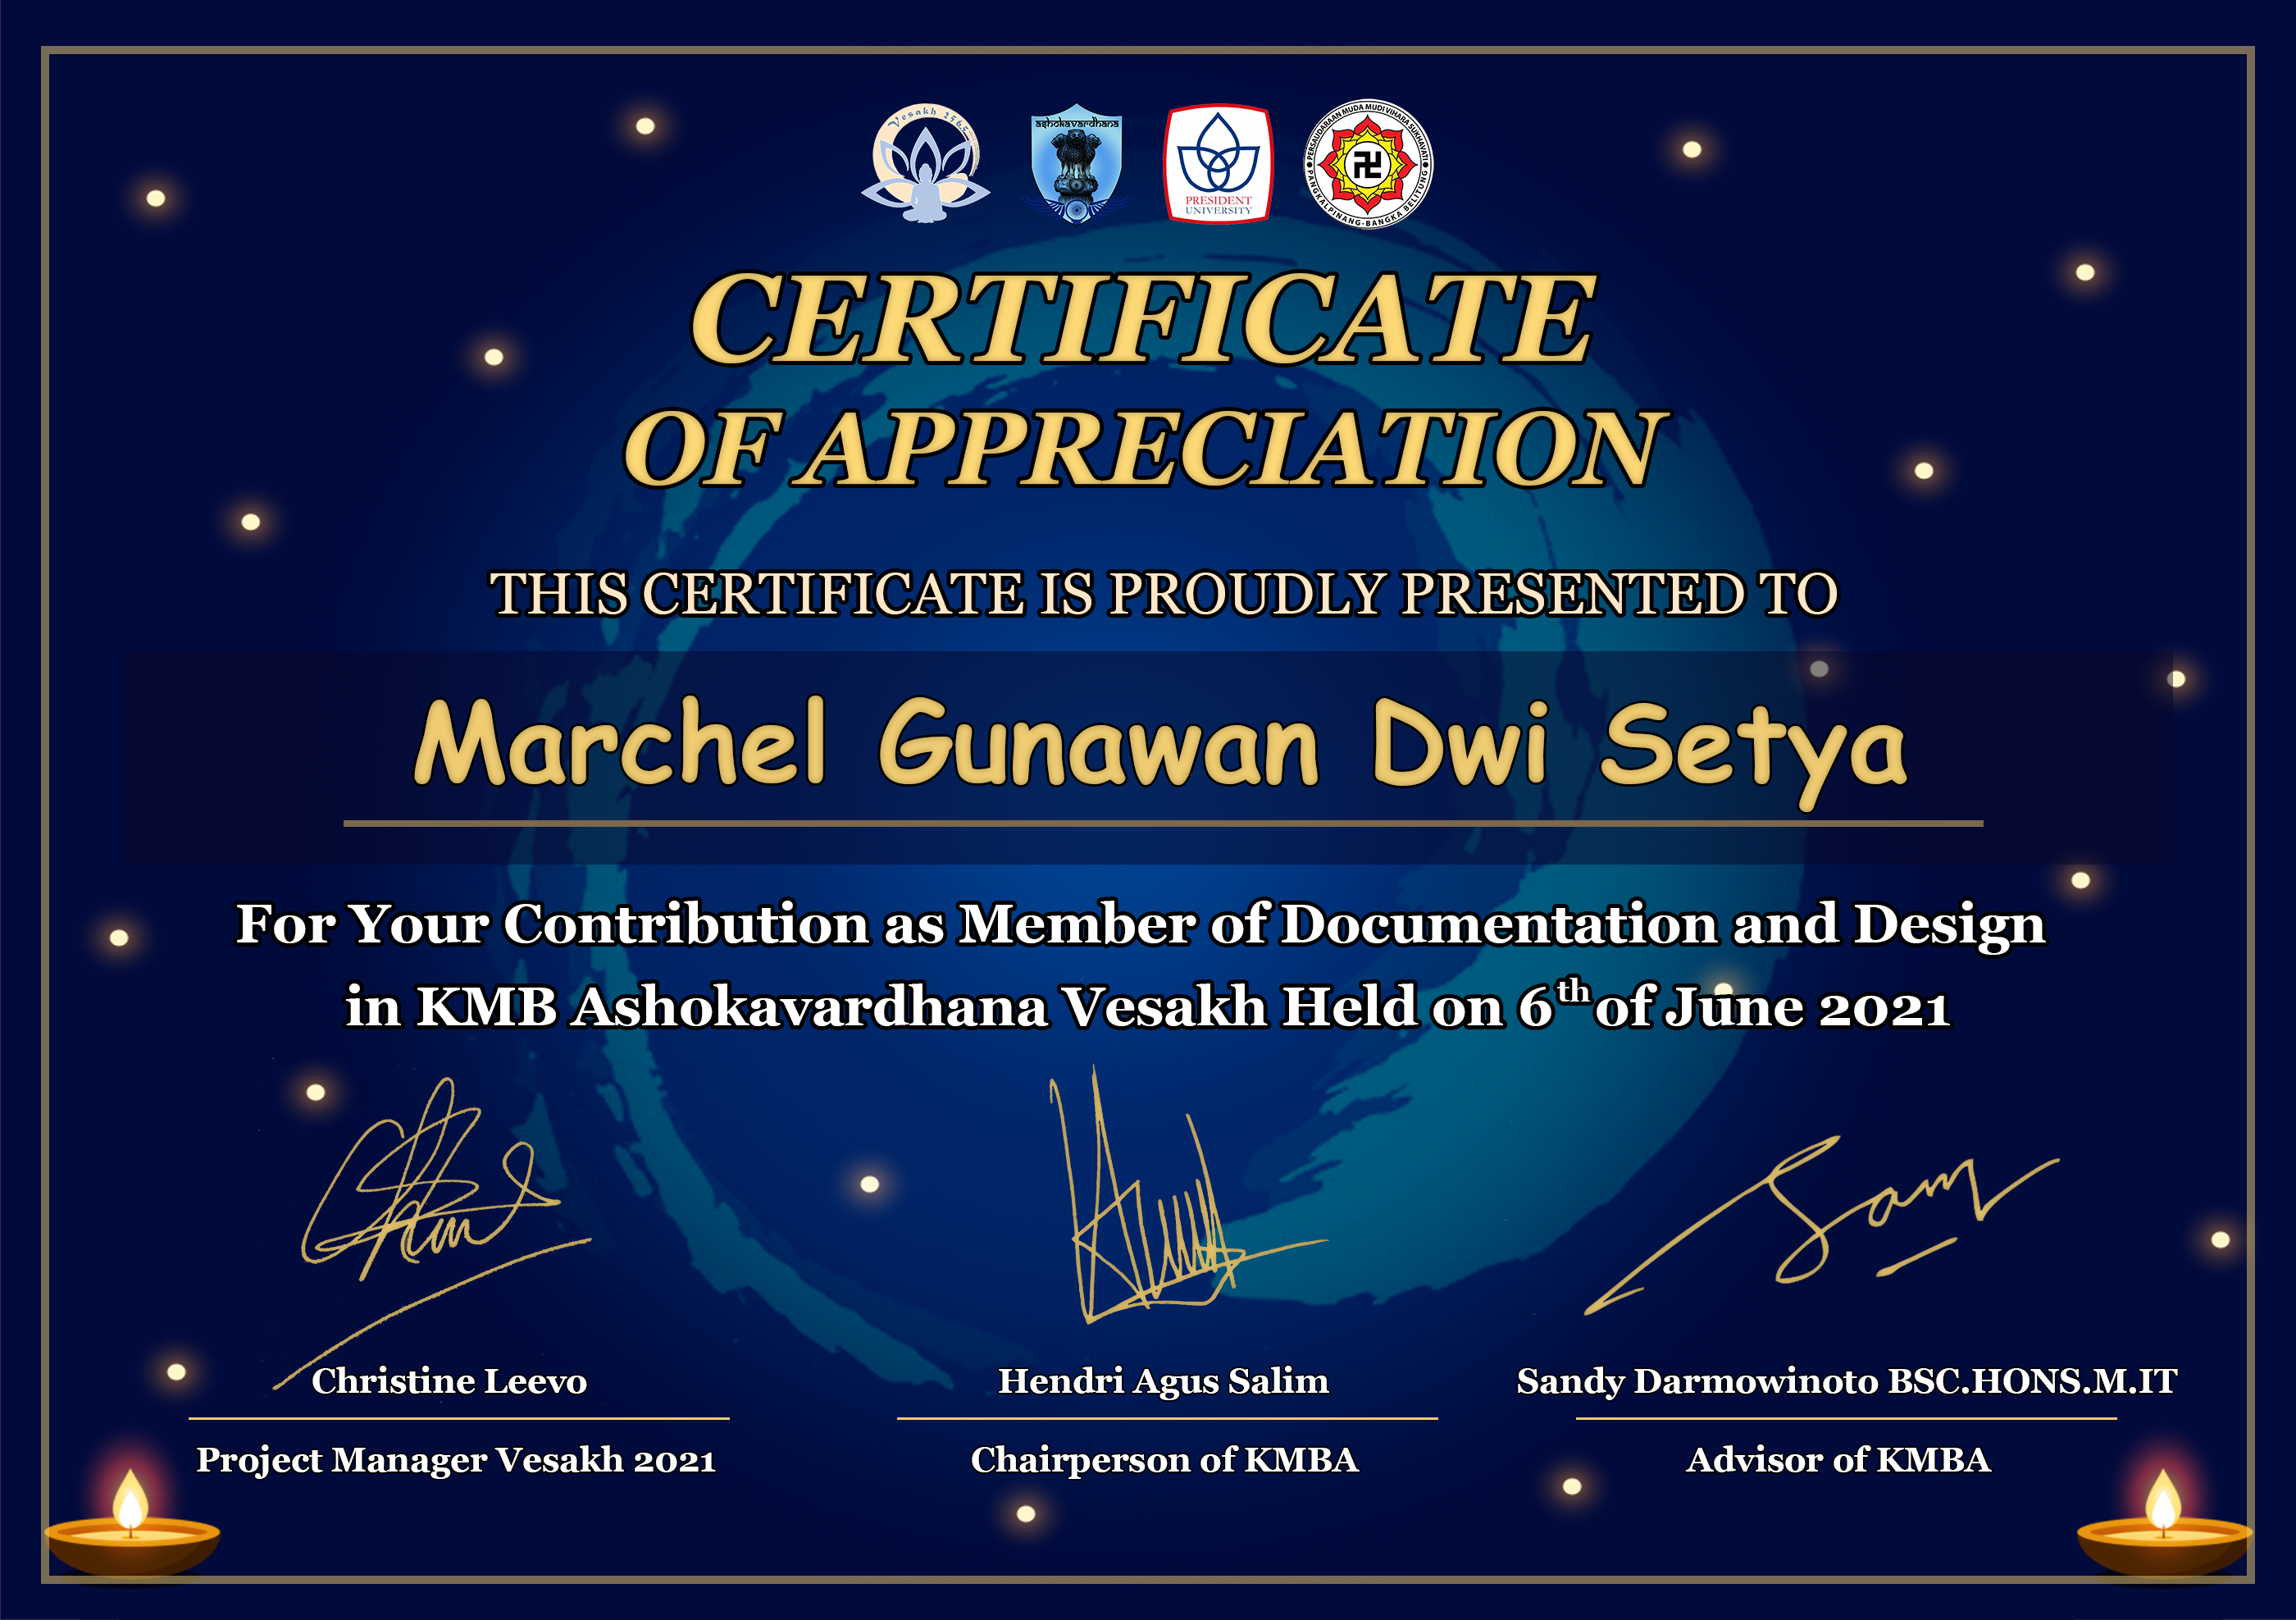 Vesakh 2565
ashokavardhana
PRESIDENT
UNIVERSITY
PERSAUDARAAN MUDA MUDI VIHARA SUKHAVATI
PANGKALPINANG-BANGKA BELITUNG
CERTIFICATE
OF APPRECIATION
THIS CERTIFICATE IS PROUDLY PRESENTED TO
Marchel Gunawan Dwi Setya
For Your Contribution as Member of Documentation and Design
in KMB Ashokavardhana Vesakh Held on 6th of June 2021
Christine Leevo
Hendri Agus Salim
Sandy Darmowinoto BSC.HONS.M.IT
Project Manager Vesakh 2021
Chairperson of KMBA
Advisor of KMBA